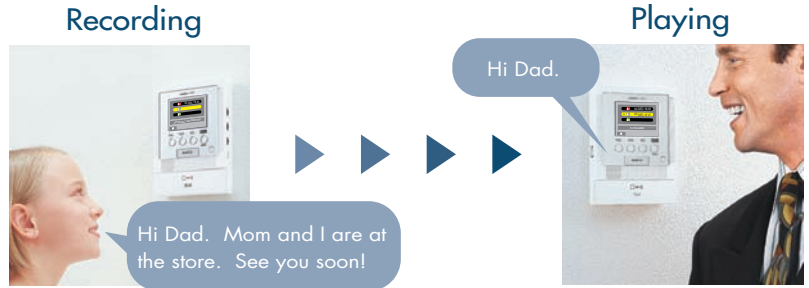 Recording
Playing
Hi Dad.
Hi Dad.  Mom and I are at
the store.  See you soon!